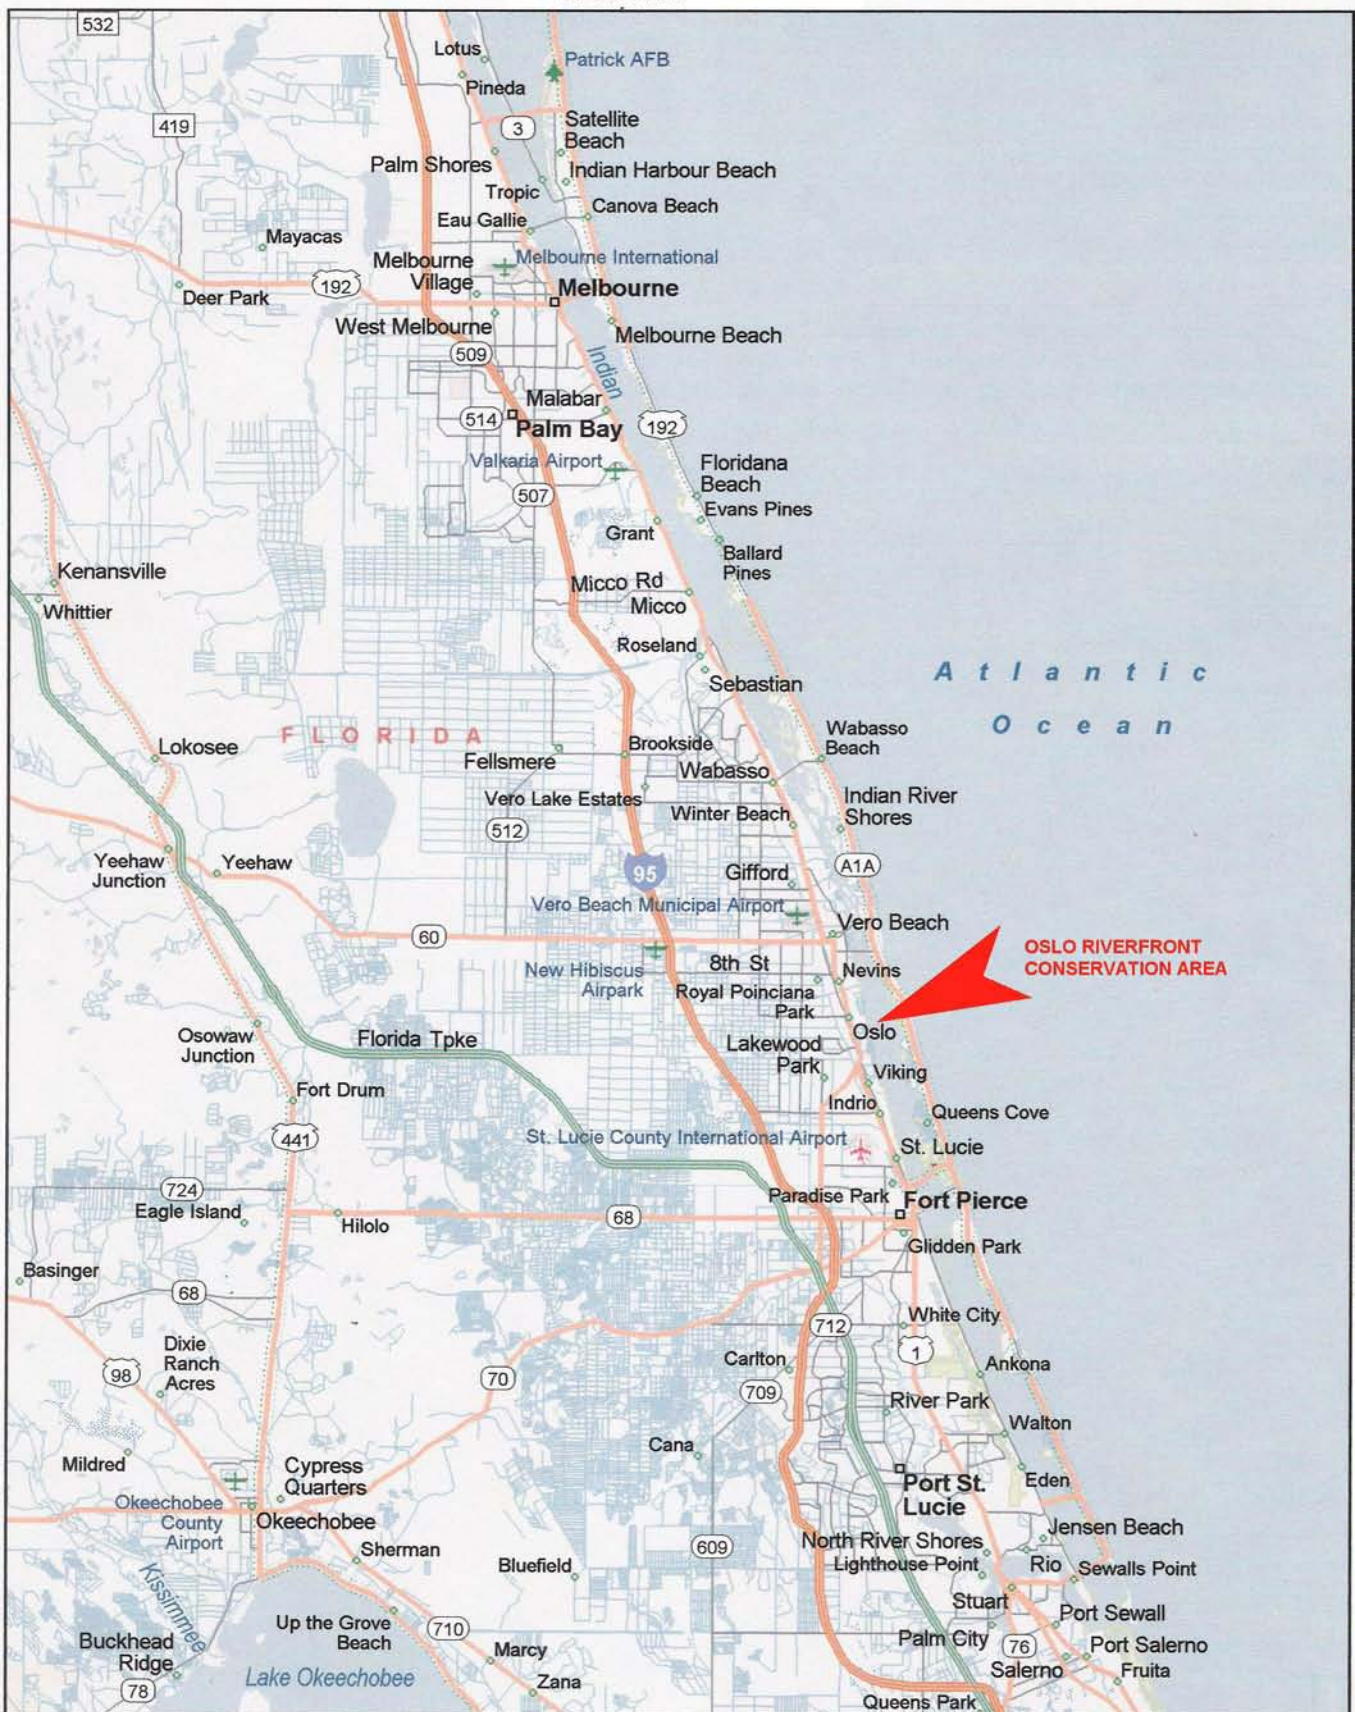 532
Lotus
Patrick AFB
Pineda
419
3
Satellite
Beach
Palm Shores
Indian Harbour Beach
Tropic
Canova Beach
Eau Gallie
Mayacas
Melbourne
Village
Melbourne International
192
Deer Park
Melbourne
West Melbourne
Melbourne Beach
509
Indian
Malabar
514
Palm Bay
192
Valkaria Airport
Floridana
Beach
507
Evans Pines
Grant
Ballard
Pines
Kenansville
Micco Rd
Whittier
Micco
Roseland
Sebastian
Atlantic
Ocean
FLORIDA
Lokosee
Fellsmere
Brookside
Wabasso
Beach
Wabasso
Vero Lake Estates
Winter Beach
Indian River
Shores
512
Yeehaw
Junction
Yeehaw
95
Gifford
A1A
Vero Beach Municipal Airport
Vero Beach
60
OSLO RIVERFRONT
CONSERVATION AREA
New Hibiscus
Airpark
8th St
Nevins
Royal Poinciana
Park
Osowaw
Junction
Florida Tpke
Oslo
Lakewood
Park
Viking
Fort Drum
Indrio
Queens Cove
441
St. Lucie County International Airport
St. Lucie
724
Paradise Park
Fort Pierce
Eagle Island
Hilolo
68
Glidden Park
Basinger
68
White City
712
1
Dixie
Ranch
Acres
98
Carlton
Ankona
70
709
River Park
Walton
Mildred
Cana
Cypress
Quarters
Port St.
Lucie
Eden
Okeechobee
County
Airport
Okeechobee
Jensen Beach
Sherman
609
North River Shores
Rio
Bluefield
Lighthouse Point
Sewalls Point
Kissimmee
Stuart
Up the Grove
Beach
710
Port Sewall
Buckhead
Ridge
Marcy
Palm City
76
Port Salerno
Lake Okeechobee
Salerno
Fruita
78
Zana
Queens Park